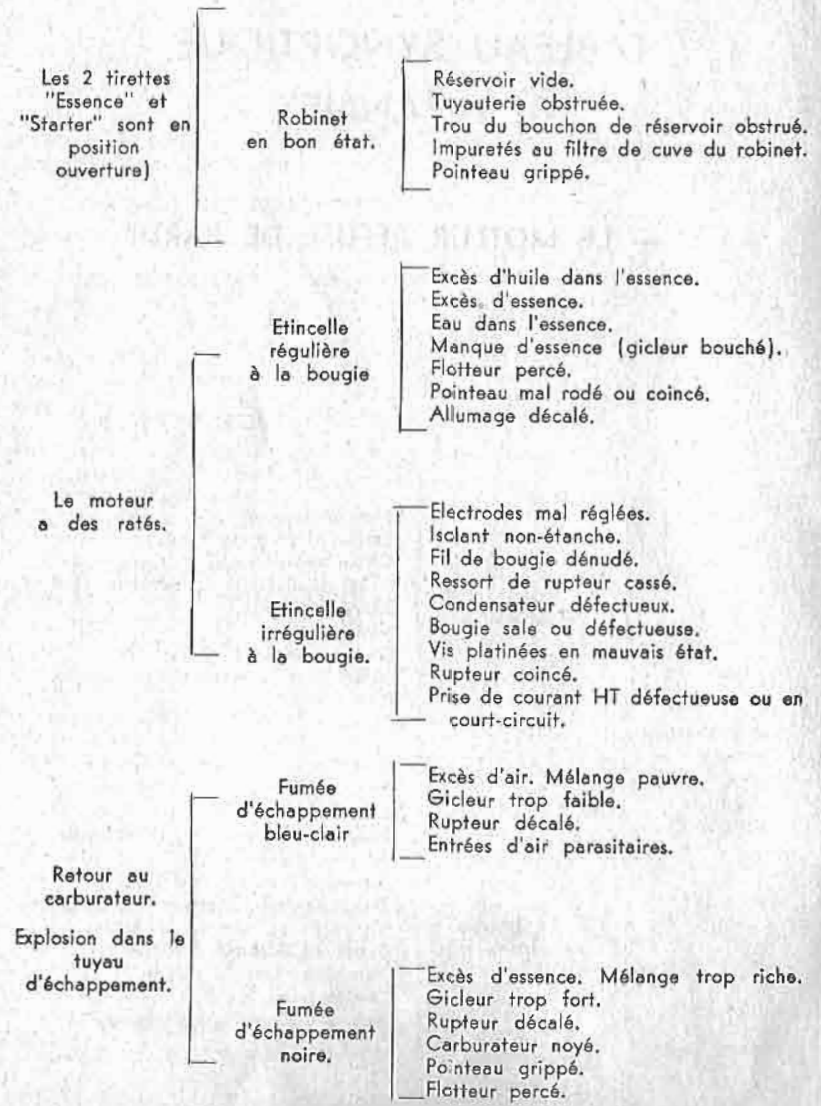 Les 2 tirettes
"Essence" et
"Starter" sont en
position
ouverture)
Robinet
en bon état.
Réservoir vide.
Tuyauterie obstruée.
Trou du bouchon de réservoir obstrué.
Impuretés au filtre de cuve du robinet.
Pointeau grippé.
Le moteur
a des ratés.
Etincelle
régulière
à la bougie
Excès d'huile dans l'essence.
Excès d'essence.
Eau dans l'essence.
Manque d'essence (gicleur bouché).
Flotteur percé.
Pointeau mal rodé ou coincé.
Allumage décalé.
Etincelle
irrégulière
à la bougie.
Electrodes mal réglées.
Isolant non-étanche.
Fil de bougie dénudé.
Ressort de rupteur cassé.
Condensateur défectueux.
Bougie sale ou défectueuse.
Vis platinées en mauvais état.
Rupteur coincé.
Prise de courant HT défectueuse ou en
court-circuit.
Retour au
carburateur.
Explosion dans le
tuyau
d'échappement.
Fumée
d'échappement
bleu-clair
Excès d'air. Mélange pauvre.
Gicleur trop faible.
Rupteur décalé.
Entrées d'air parasitaires.
Fumée
d'échappement
noire.
Excès d'essence. Mélange trop riche.
Gicleur trop fort.
Rupteur décalé.
Carburateur noyé.
Pointeau grippé.
Flotteur percé.